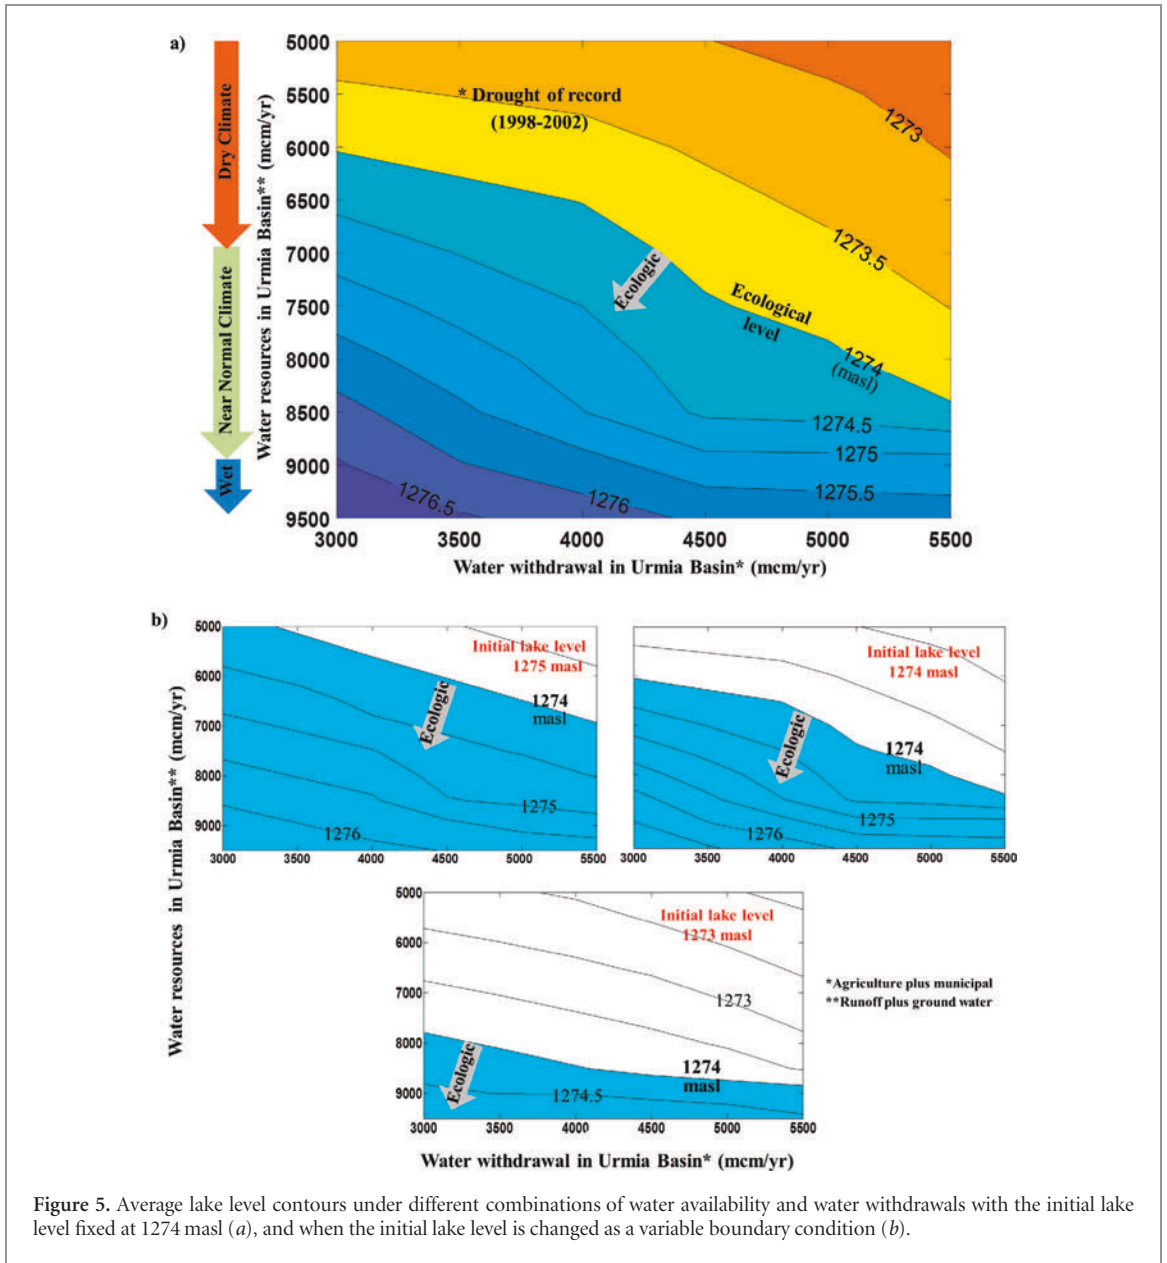 a)
Dry Climate
Near Normal Climate
Wet
Water resources in Urmia Basin** (mcm/yr)
5000
5500
6000
6500
7000
7500
8000
8500
9000
9500
* Drought of record
(1998-2002)
1273
1273.5
Ecologic
Ecological
level
1274
(masl)
1274.5
1275
1275.5
1276
1276.5
3000 3500 4000 4500 5000 5500
Water withdrawal in Urmia Basin* (mcm/yr)
b)
Water resources in Urmia Basin** (mcm/yr)
5000
6000
7000
8000
9000
Initial lake level
1275 masl
1274
masl
Ecologic
1275
1276
3000 3500 4000 4500 5000 5500
5000
6000
7000
8000
9000
Initial lake level
1274 masl
1274
masl
Ecologic
1275
1276
3000 3500 4000 4500 5000 5500
5000
6000
7000
8000
9000
Initial lake level
1273 masl
1273
1274
masl
Ecologic
1274.5
3000 3500 4000 4500 5000 5500
*Agriculture plus municipal
**Runoff plus ground water
Water withdrawal in Urmia Basin* (mcm/yr)
Figure 5. Average lake level contours under different combinations of water availability and water withdrawals with the initial lake
level fixed at 1274 masl (a), and when the initial lake level is changed as a variable boundary condition (b).